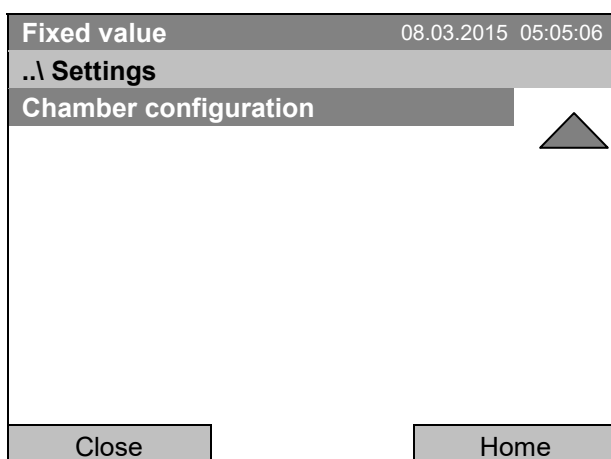 Fixed value 08.03.2015 05:05:06
..\ Settings
Chamber configuration
Close Home